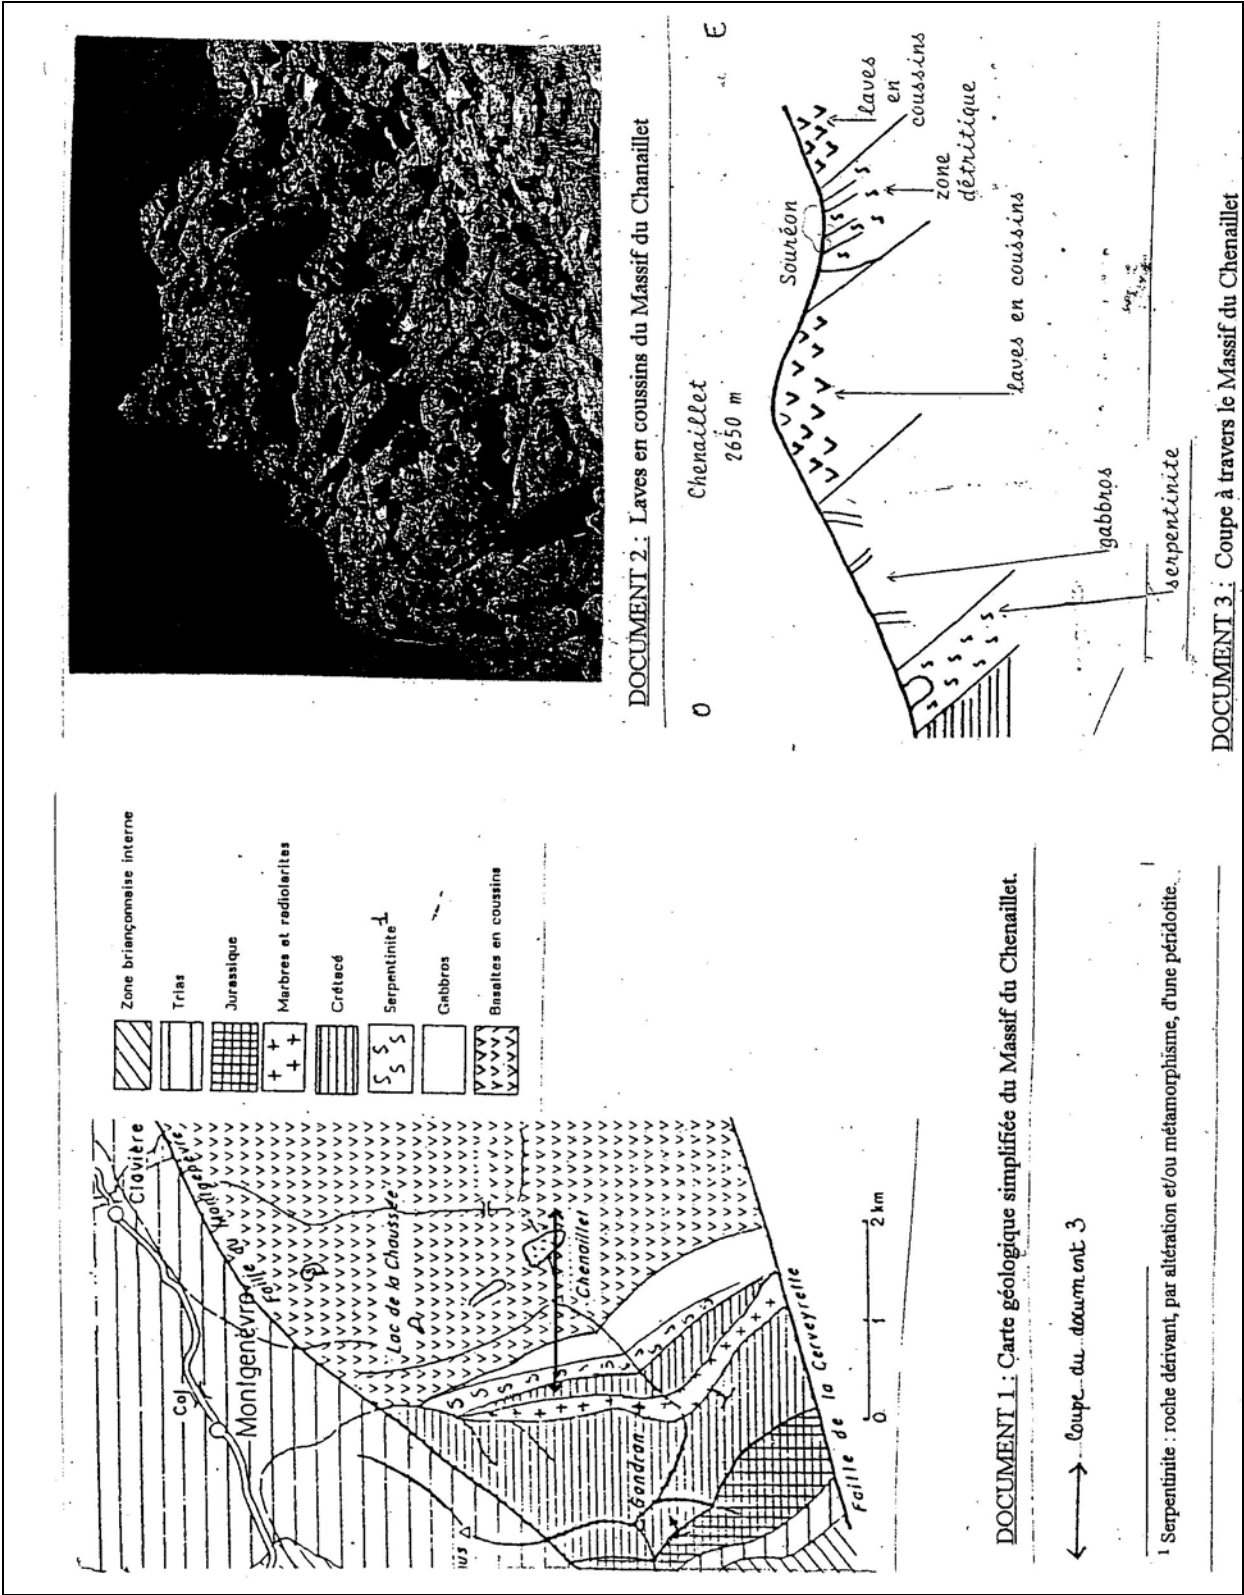 Clavière
Montgenèvre
Col
Faille du Montgenèvre
Lac de la Chaussée
Chenaillet
Gondran
Faille de la Cerveyrelle
0
1
2 km
Zone briançonnaise interne
Trias
Jurassique
Marbres et radiolarites
Crétacé
Serpentinite 1
Gabbros
Basaltes en coussins
DOCUMENT 1 : Carte géologique simplifiée du Massif du Chenaillet.
coupe du document 3
1 Serpentinite : roche dérivant, par altération et/ou métamorphisme, d'une péridotite.
DOCUMENT 2 : Laves en coussins du Massif du Chanaillet
O
E
Chenaillet
2650 m
Souréon
laves
en
coussins
zone
détritique
laves en coussins
gabbros
serpentinite
DOCUMENT 3 : Coupe à travers le Massif du Chenaillet